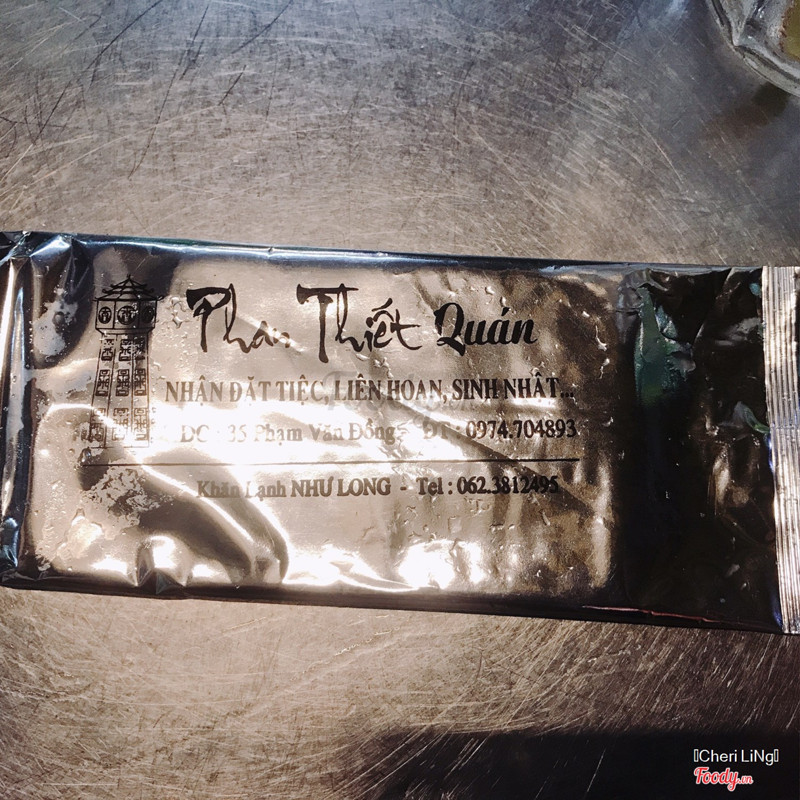 Phan Thiết Quán
NHẬN ĐẶT TIỆC, LIÊN HOAN, SINH NHẬT...
ĐC : 35 Phạm Văn Đồng - ĐT : 0974.704893
Khăn Lạnh NHƯ LONG - Tel : 062.3812495
Cheri LiNg
Foody.vn